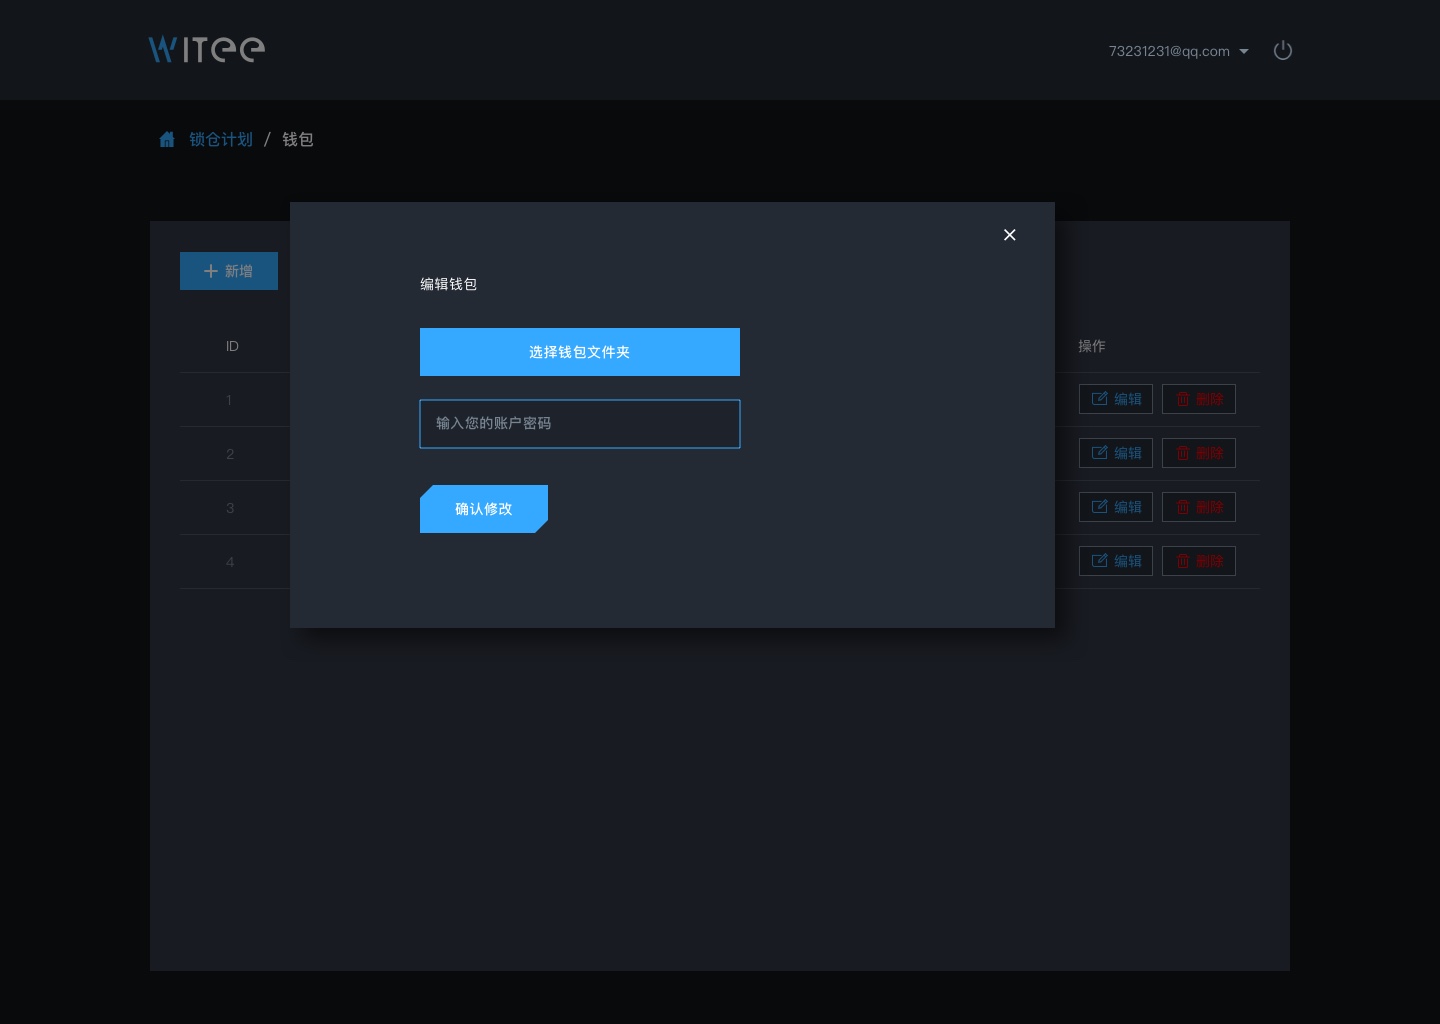 WITee
73231231@qq.com
锁仓计划 / 钱包
新增
编辑钱包
选择钱包文件夹
输入您的账户密码
确认修改
ID 操作
1 编辑 删除
2 编辑 删除
3 编辑 删除
4 编辑 删除